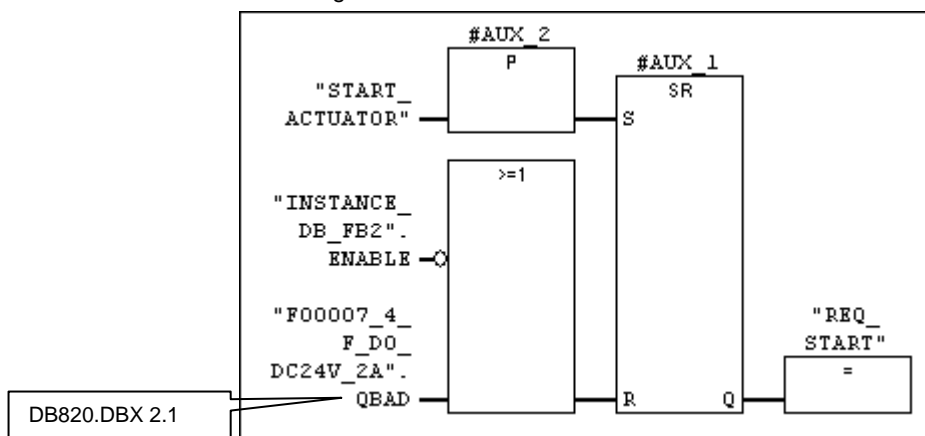 #AUX_2
P
#AUX_1
SR
"START_
ACTUATOR"
S
>=1
"INSTANCE_
DB_FB2".
ENABLE
"F00007_4_
F_DO_
DC24V_2A".
QBAD
R
Q
"REQ_
START"
=
DB820.DBX 2.1